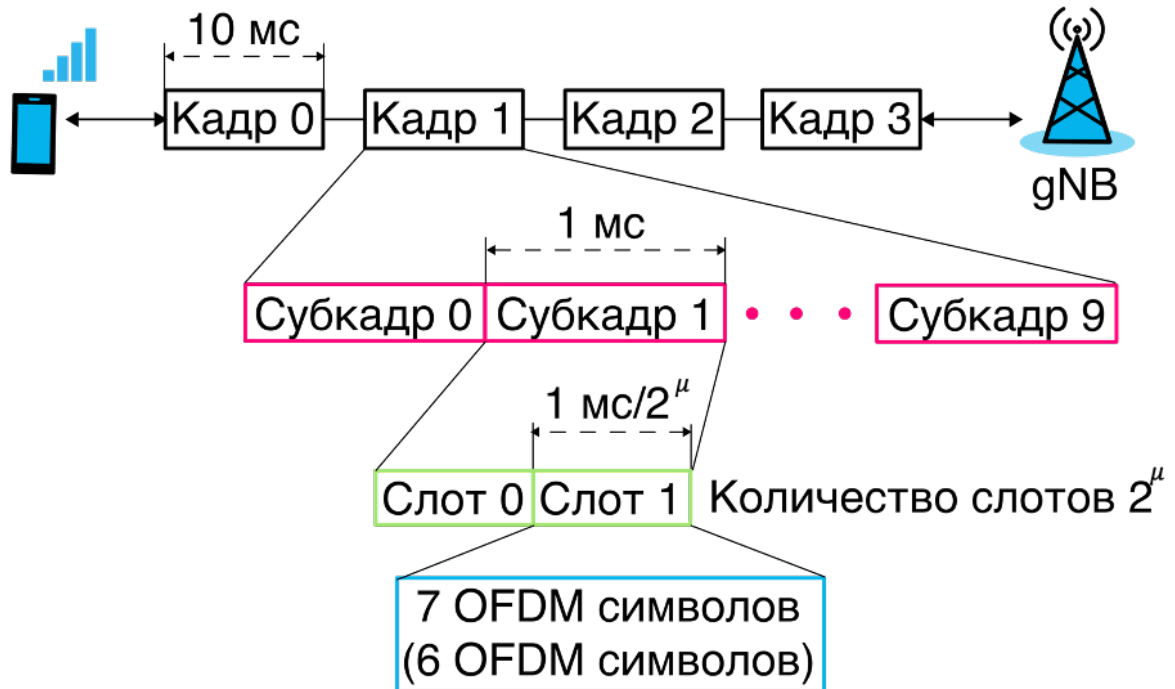 10 мс
Кадр 0 Кадр 1 Кадр 2 Кадр 3
gNB
1 мс
Субкадр 0 Субкадр 1 • • • Субкадр 9
1 мс/2^μ
Слот 0 Слот 1 Количество слотов 2^μ
7 OFDM символов
(6 OFDM символов)